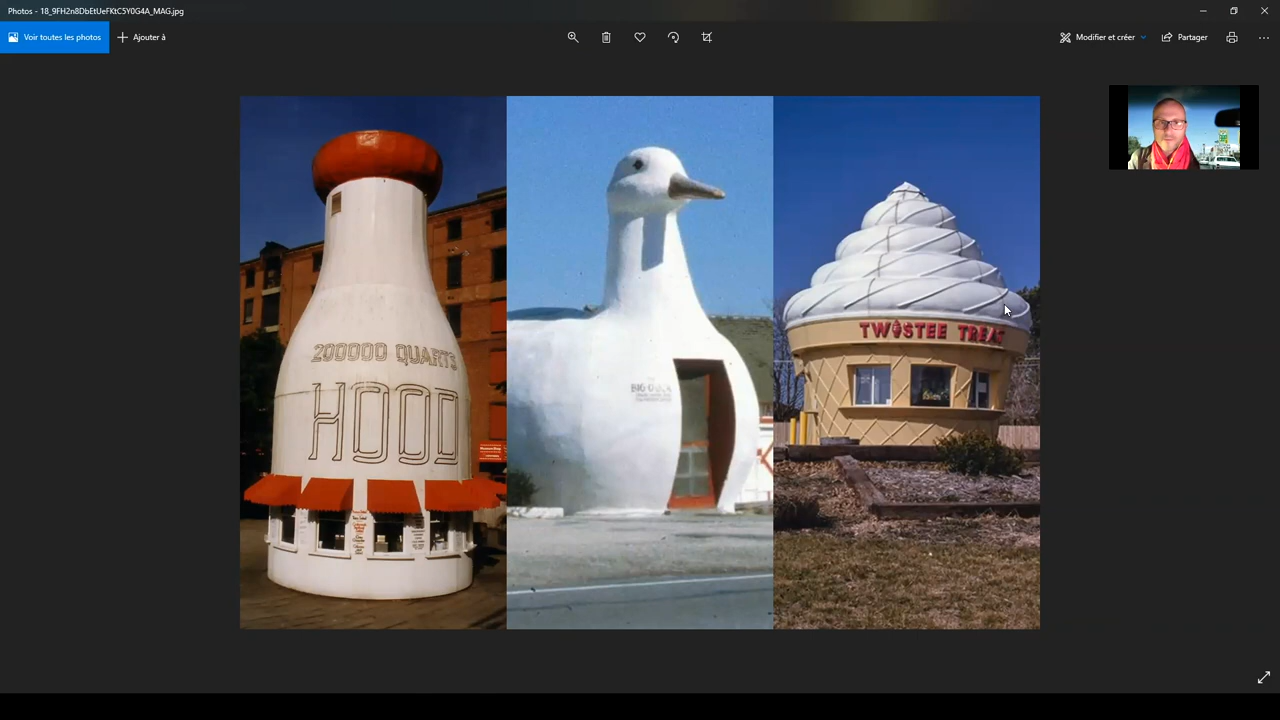 Photos - 18_9FH2n8DbEtUeFKtC5Y0G4A_MAG.jpg
Voir toutes les photos
Ajouter à
Modifier et créer
Partager
200000 QUARTS
HOOD
BIG DUCK
TWISTEE TREAT